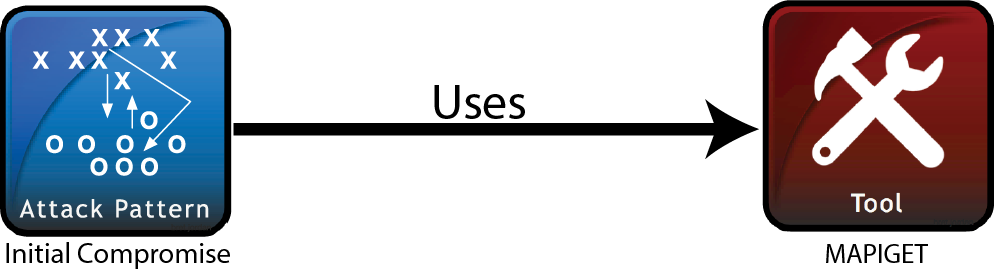 X X X
X X X X
X
O
O O O O O
O O O
Uses
Attack Pattern
Tool
Initial Compromise
MAPIGET